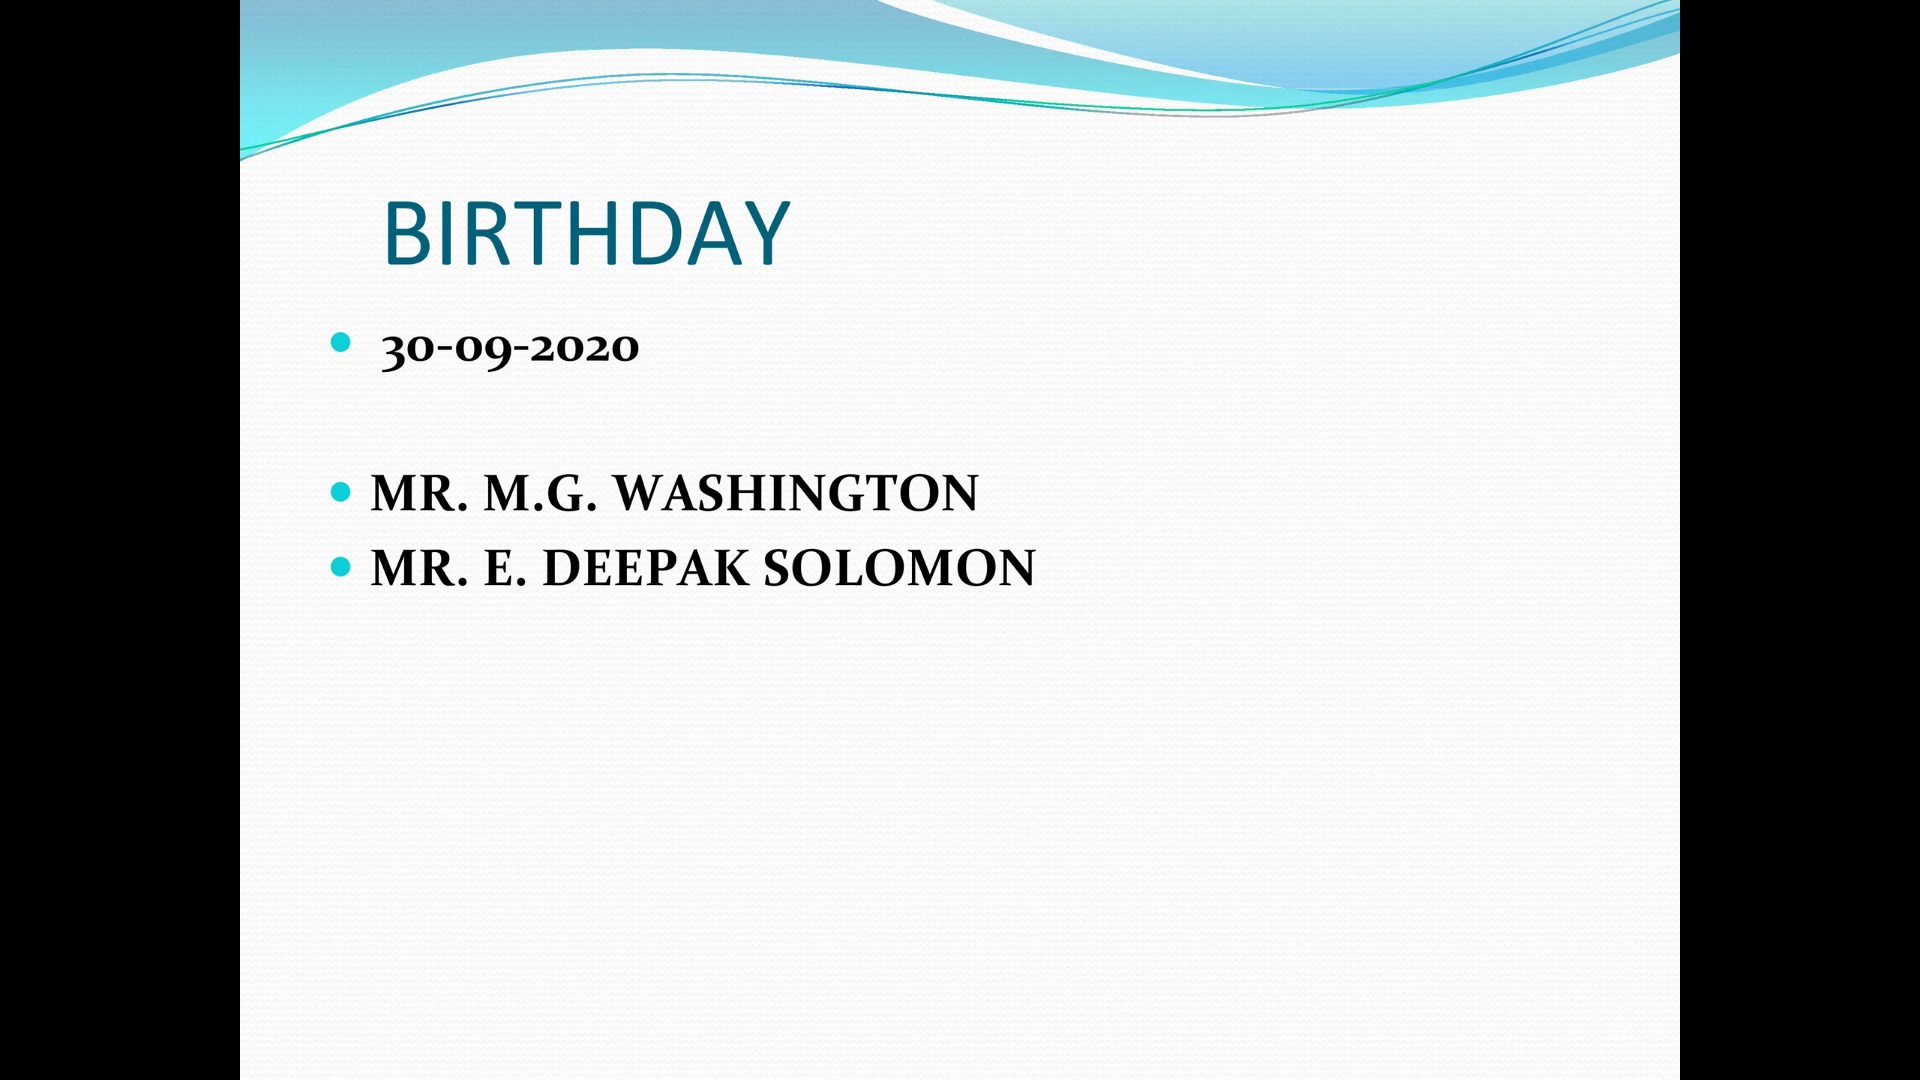 BIRTHDAY
30-09-2020
MR. M.G. WASHINGTON
MR. E. DEEPAK SOLOMON